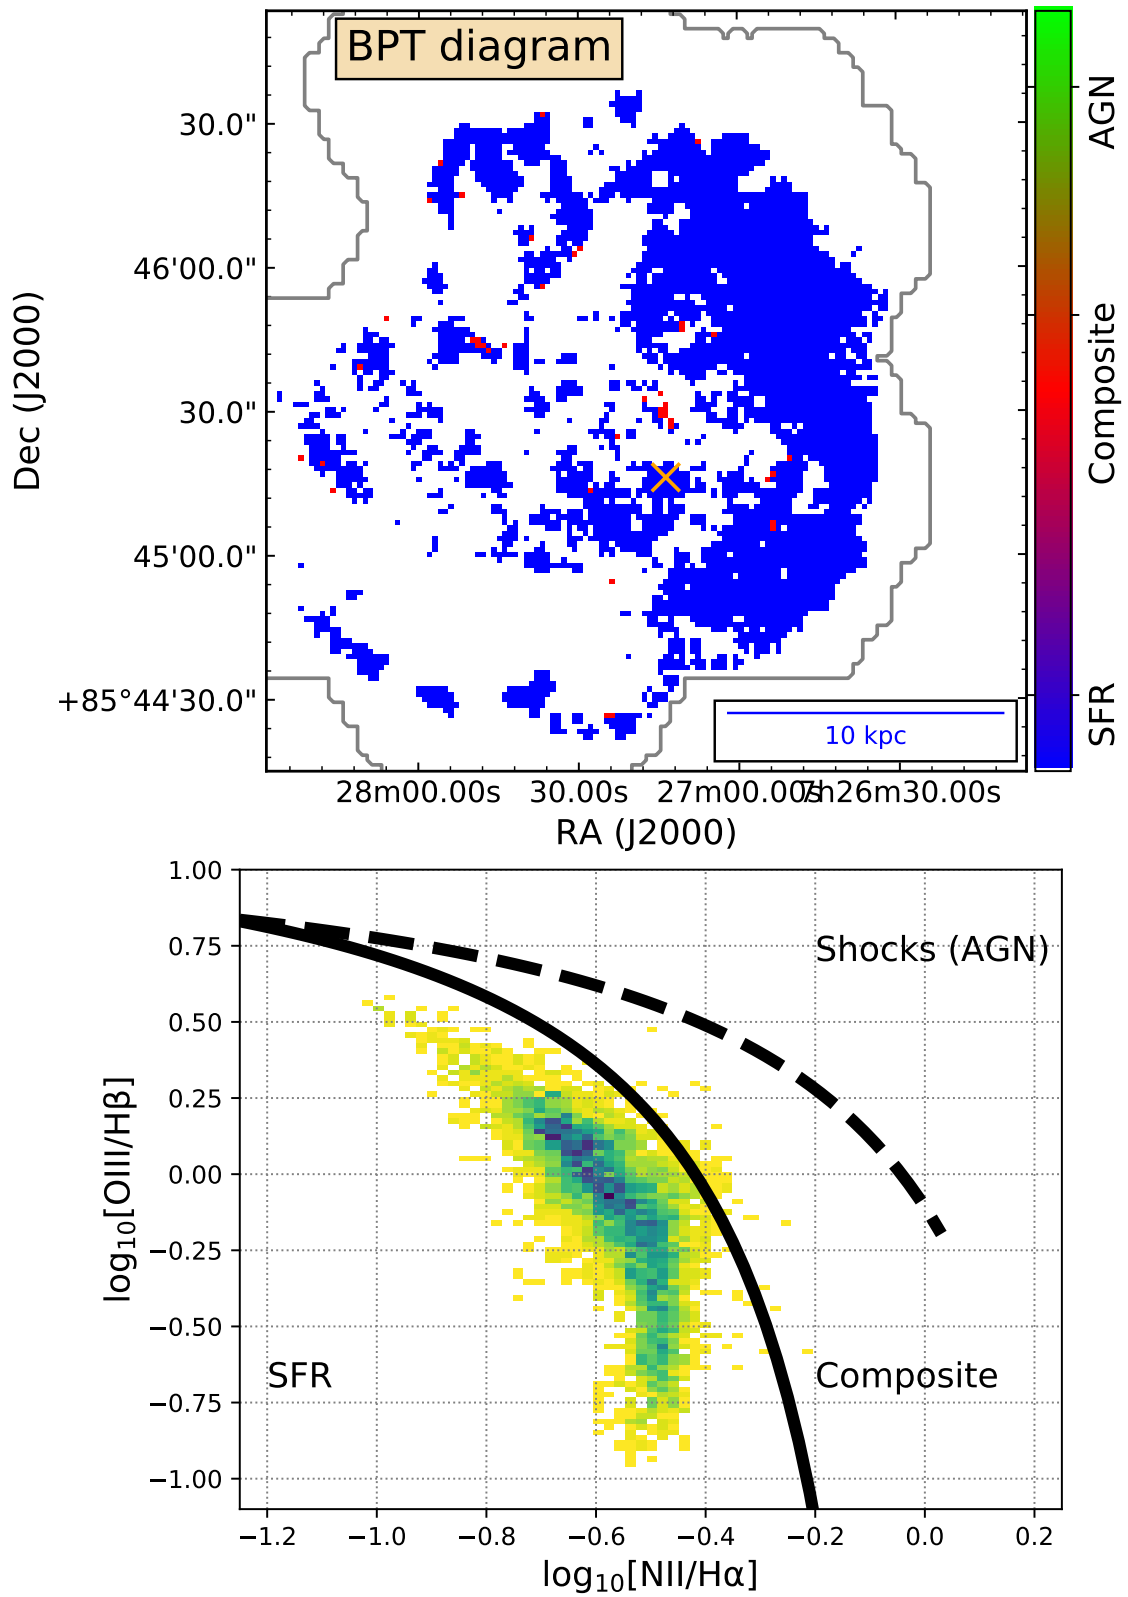 BPT diagram
30.0"
46'00.0"
30.0"
45'00.0"
+85°44'30.0"
Dec (J2000)
10 kpc
28m00.00s 30.00s 27m00.00s 7h26m30.00s
RA (J2000)
AGN
Composite
SFR
1.00
0.75
0.50
0.25
0.00
−0.25
−0.50
−0.75
−1.00
log10[OIII/Hβ]
Shocks (AGN)
SFR
Composite
−1.2 −1.0 −0.8 −0.6 −0.4 −0.2 0.0 0.2
log10[NII/Hα]